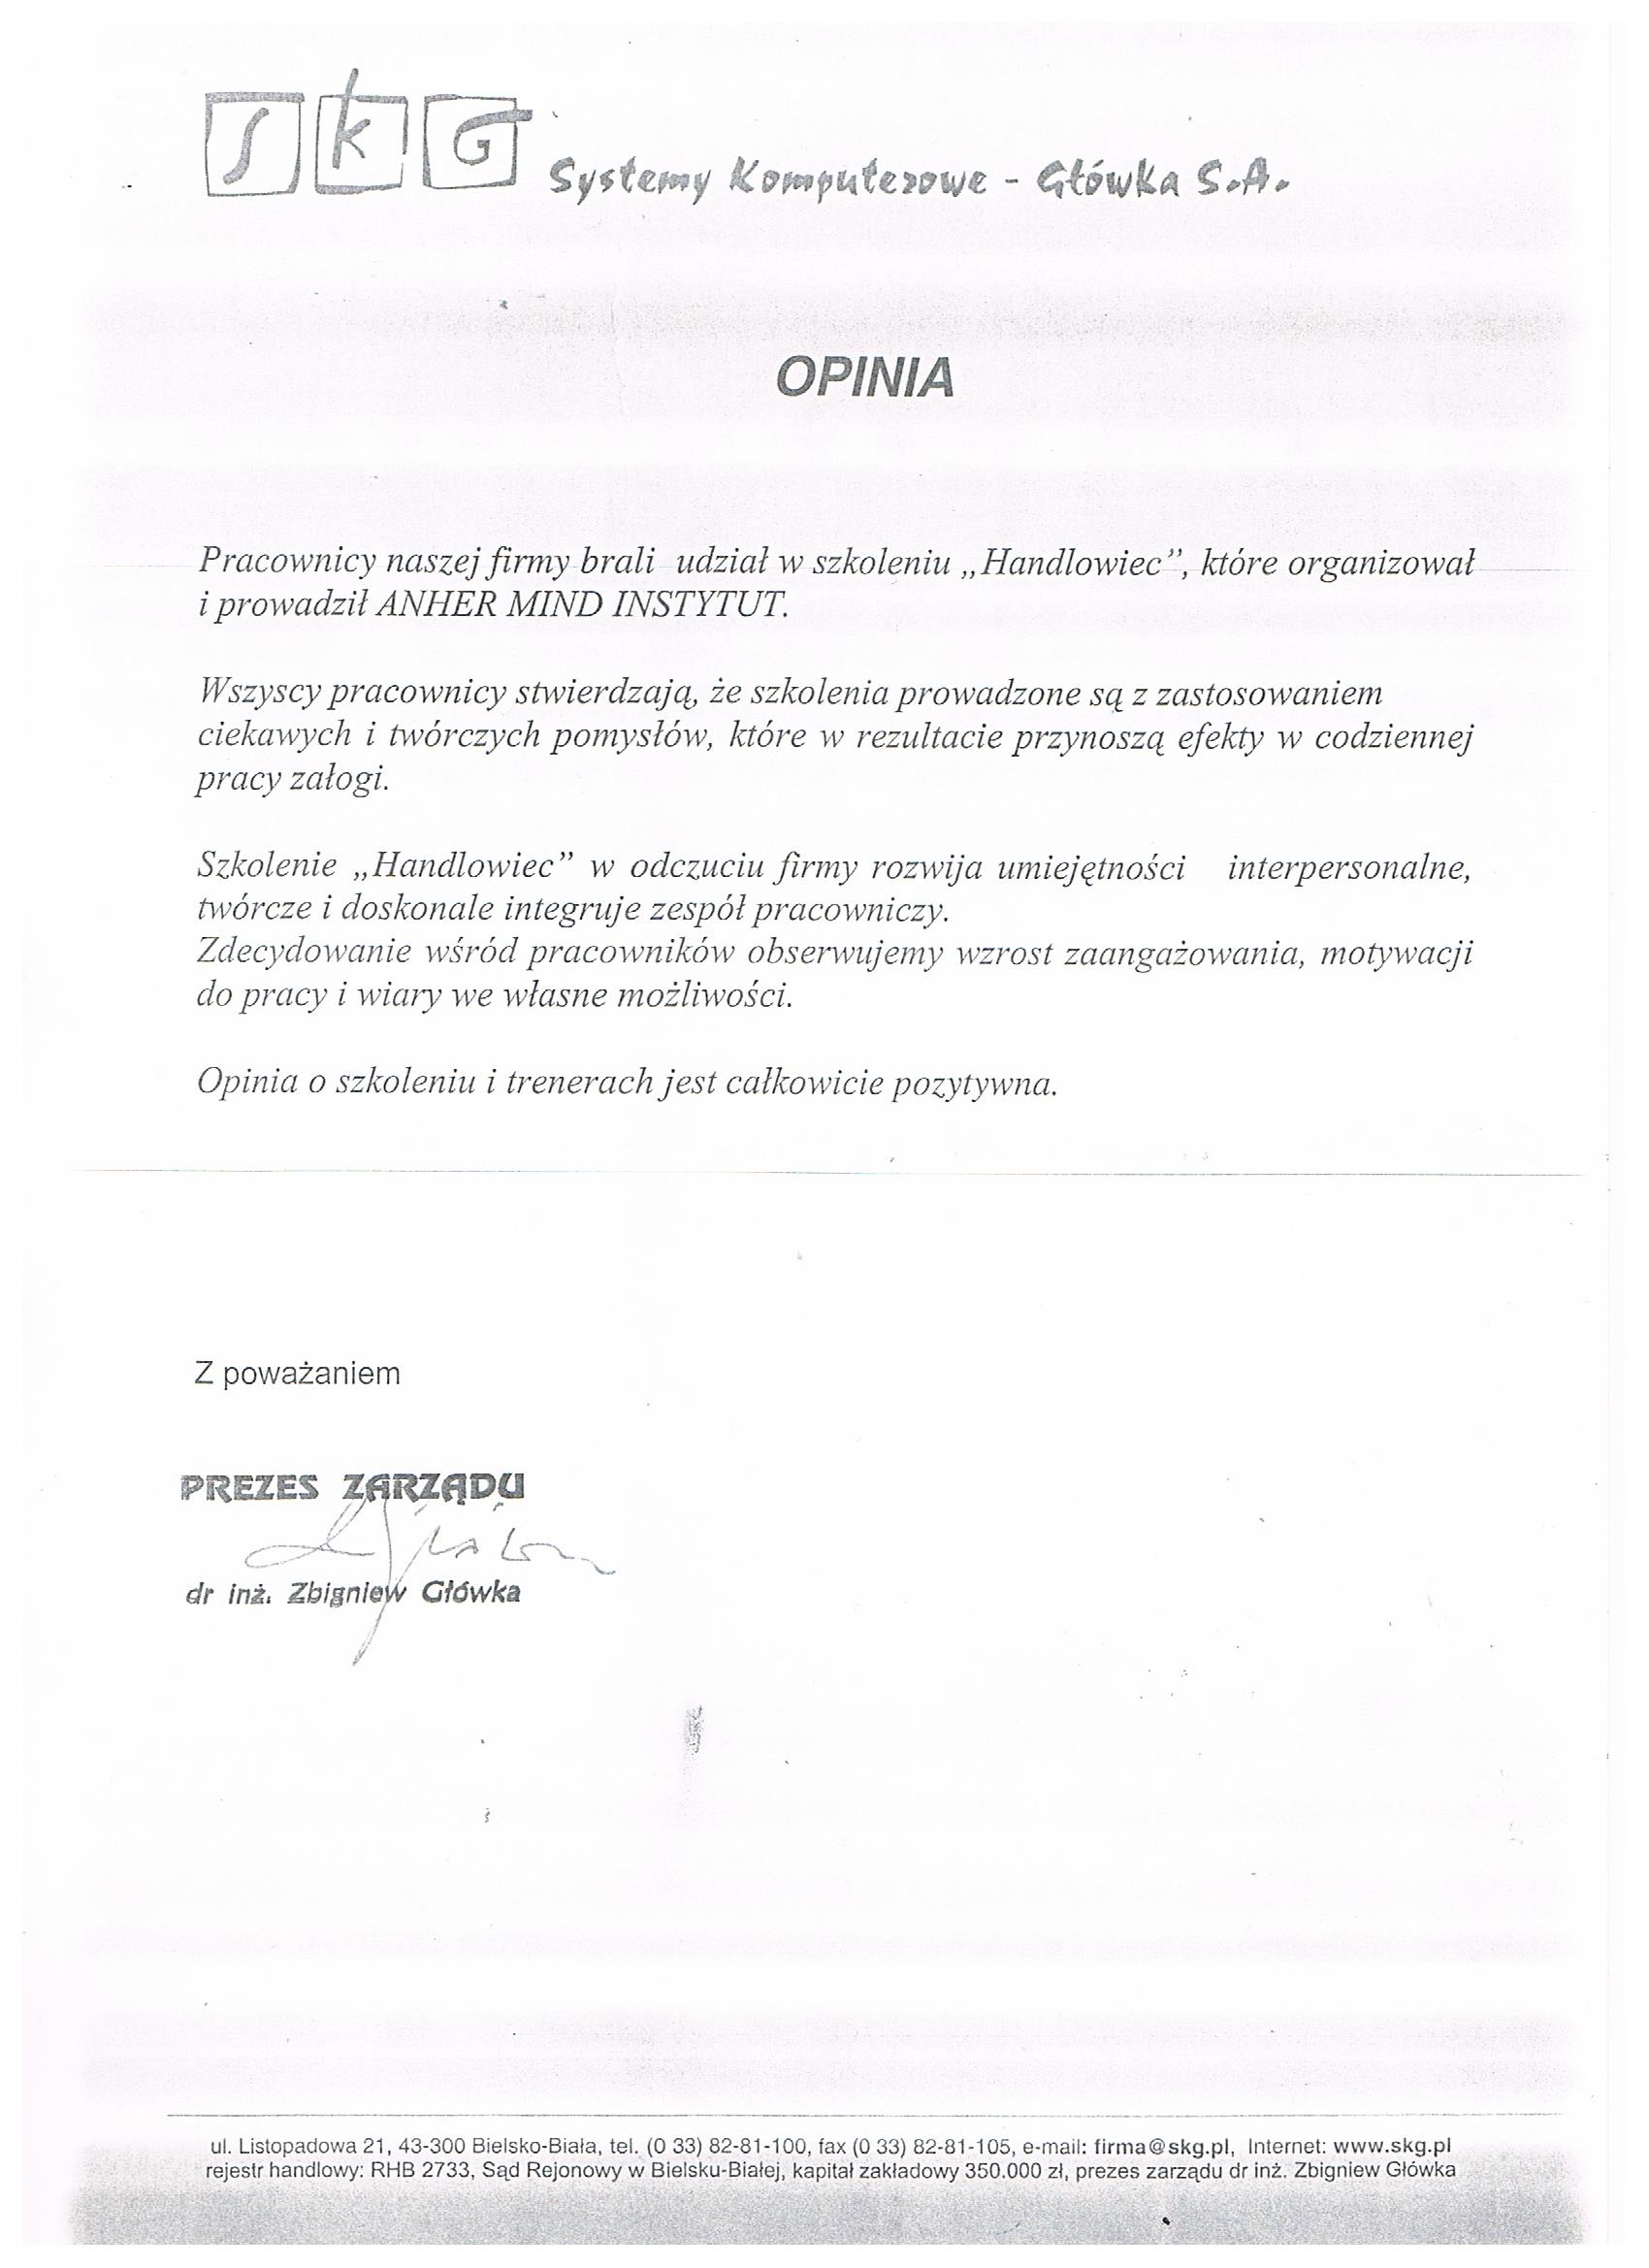 SKG
Systemy Komputerowe - Główka S.A.
OPINIA
Pracownicy naszej firmy brali udział w szkoleniu „Handlowiec”, które organizował
i prowadził ANHER MIND INSTYTUT.
Wszyscy pracownicy stwierdzają, że szkolenia prowadzone są z zastosowaniem
ciekawych i twórczych pomysłów, które w rezultacie przynoszą efekty w codziennej
pracy załogi.
Szkolenie „Handlowiec” w odczuciu firmy rozwija umiejętności interpersonalne,
twórcze i doskonale integruje zespół pracowniczy.
Zdecydowanie wśród pracowników obserwujemy wzrost zaangażowania, motywacji
do pracy i wiary we własne możliwości.
Opinia o szkoleniu i trenerach jest całkowicie pozytywna.
Z poważaniem
PREZES ZARZĄDU
dr inż. Zbigniew Główka
ul. Listopadowa 21, 43-300 Bielsko-Biała, tel. (0 33) 82-81-100, fax (0 33) 82-81-105, e-mail: firma@skg.pl, Internet: www.skg.pl
rejestr handlowy: RHB 2733, Sąd Rejonowy w Bielsku-Białej, kapitał zakładowy 350.000 zł, prezes zarządu dr inż. Zbigniew Główka